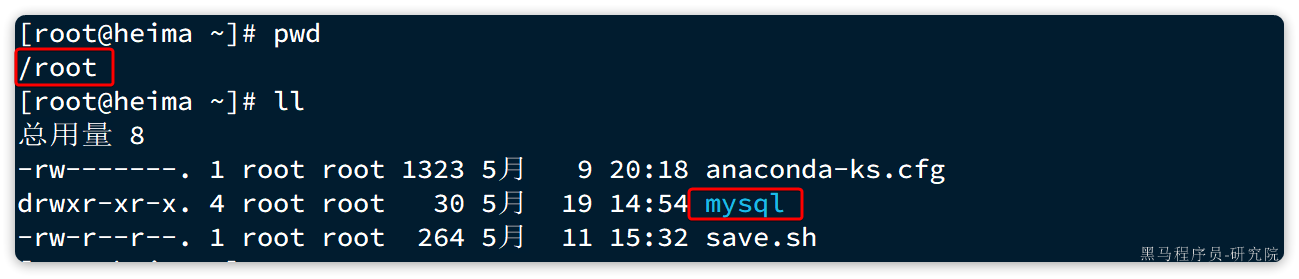 [root@heima ~]# pwd
/root
[root@heima ~]# ll
总用量 8
-rw-------. 1 root root 1323 5月   9 20:18 anaconda-ks.cfg
drwxr-xr-x. 4 root root   30 5月  19 14:54 mysql
-rw-r--r--. 1 root root  264 5月  11 15:32 save.sh
黑马程序员-研究院